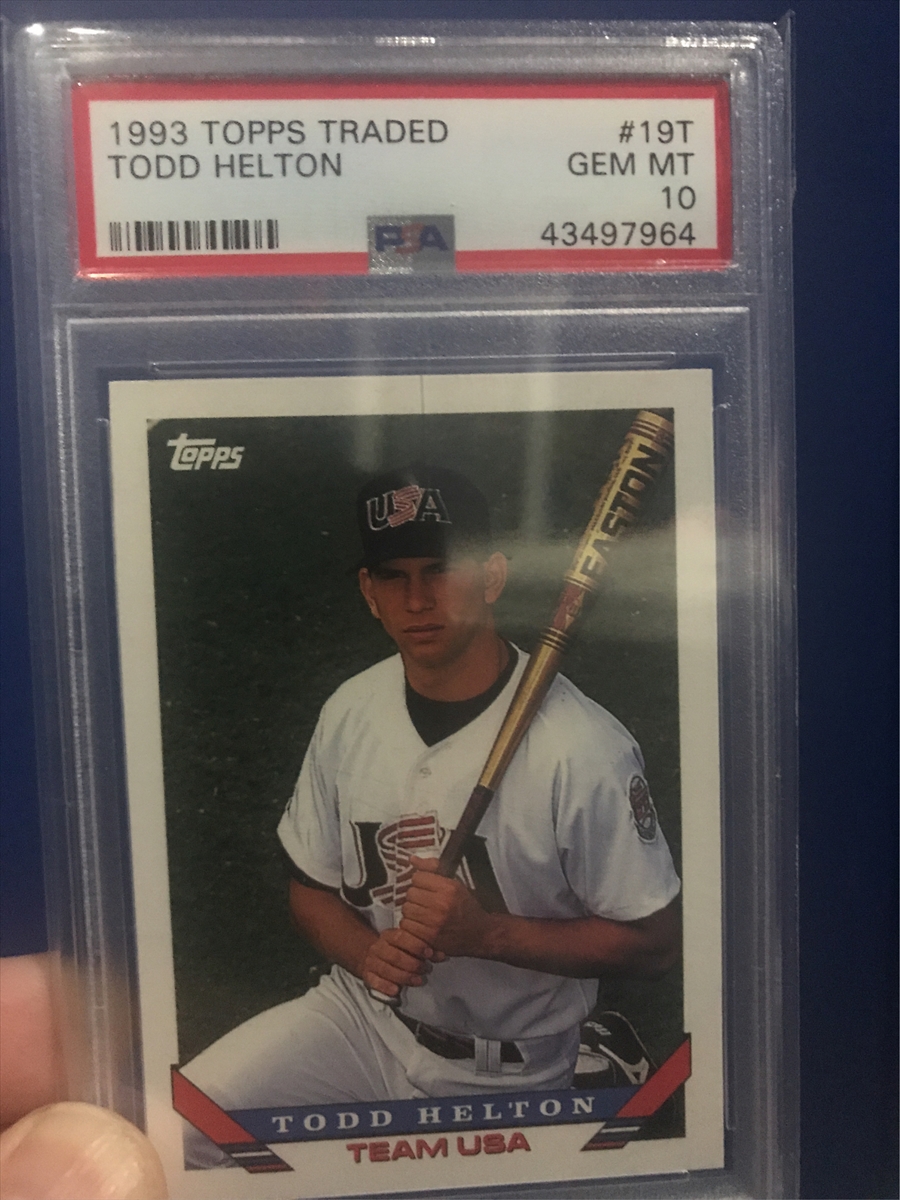 1993 TOPPS TRADED
#19T
TODD HELTON
GEM MT
10
PSA
43497964
Topps
USA
EASTON
USA
TODD HELTON
TEAM USA